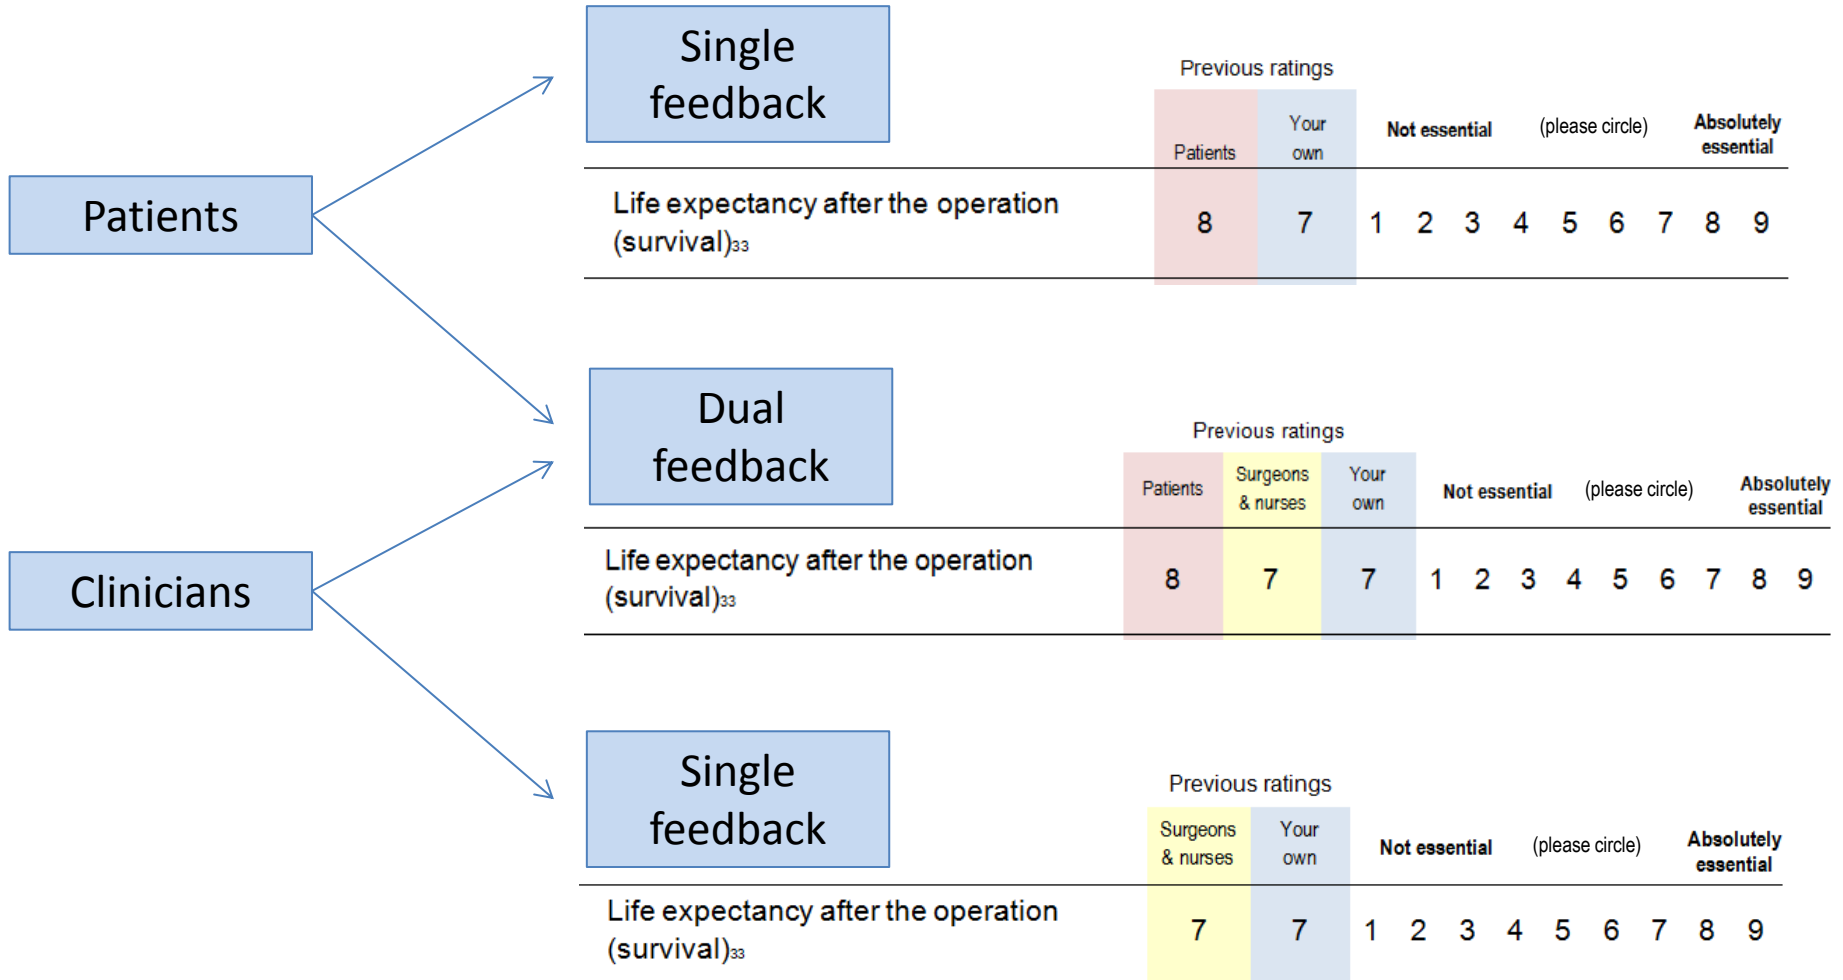 Single
feedback
Previous ratings
Patients
Your
own
Not essential
(please circle)
Absolutely
essential
Patients
Life expectancy after the operation
(survival)33
8 7 1 2 3 4 5 6 7 8 9
Dual
feedback
Previous ratings
Patients
Surgeons
& nurses
Your
own
Not essential
(please circle)
Absolutely
essential
Clinicians
Life expectancy after the operation
(survival)33
8 7 7 1 2 3 4 5 6 7 8 9
Single
feedback
Previous ratings
Surgeons
& nurses
Your
own
Not essential
(please circle)
Absolutely
essential
Life expectancy after the operation
(survival)33
7 7 1 2 3 4 5 6 7 8 9